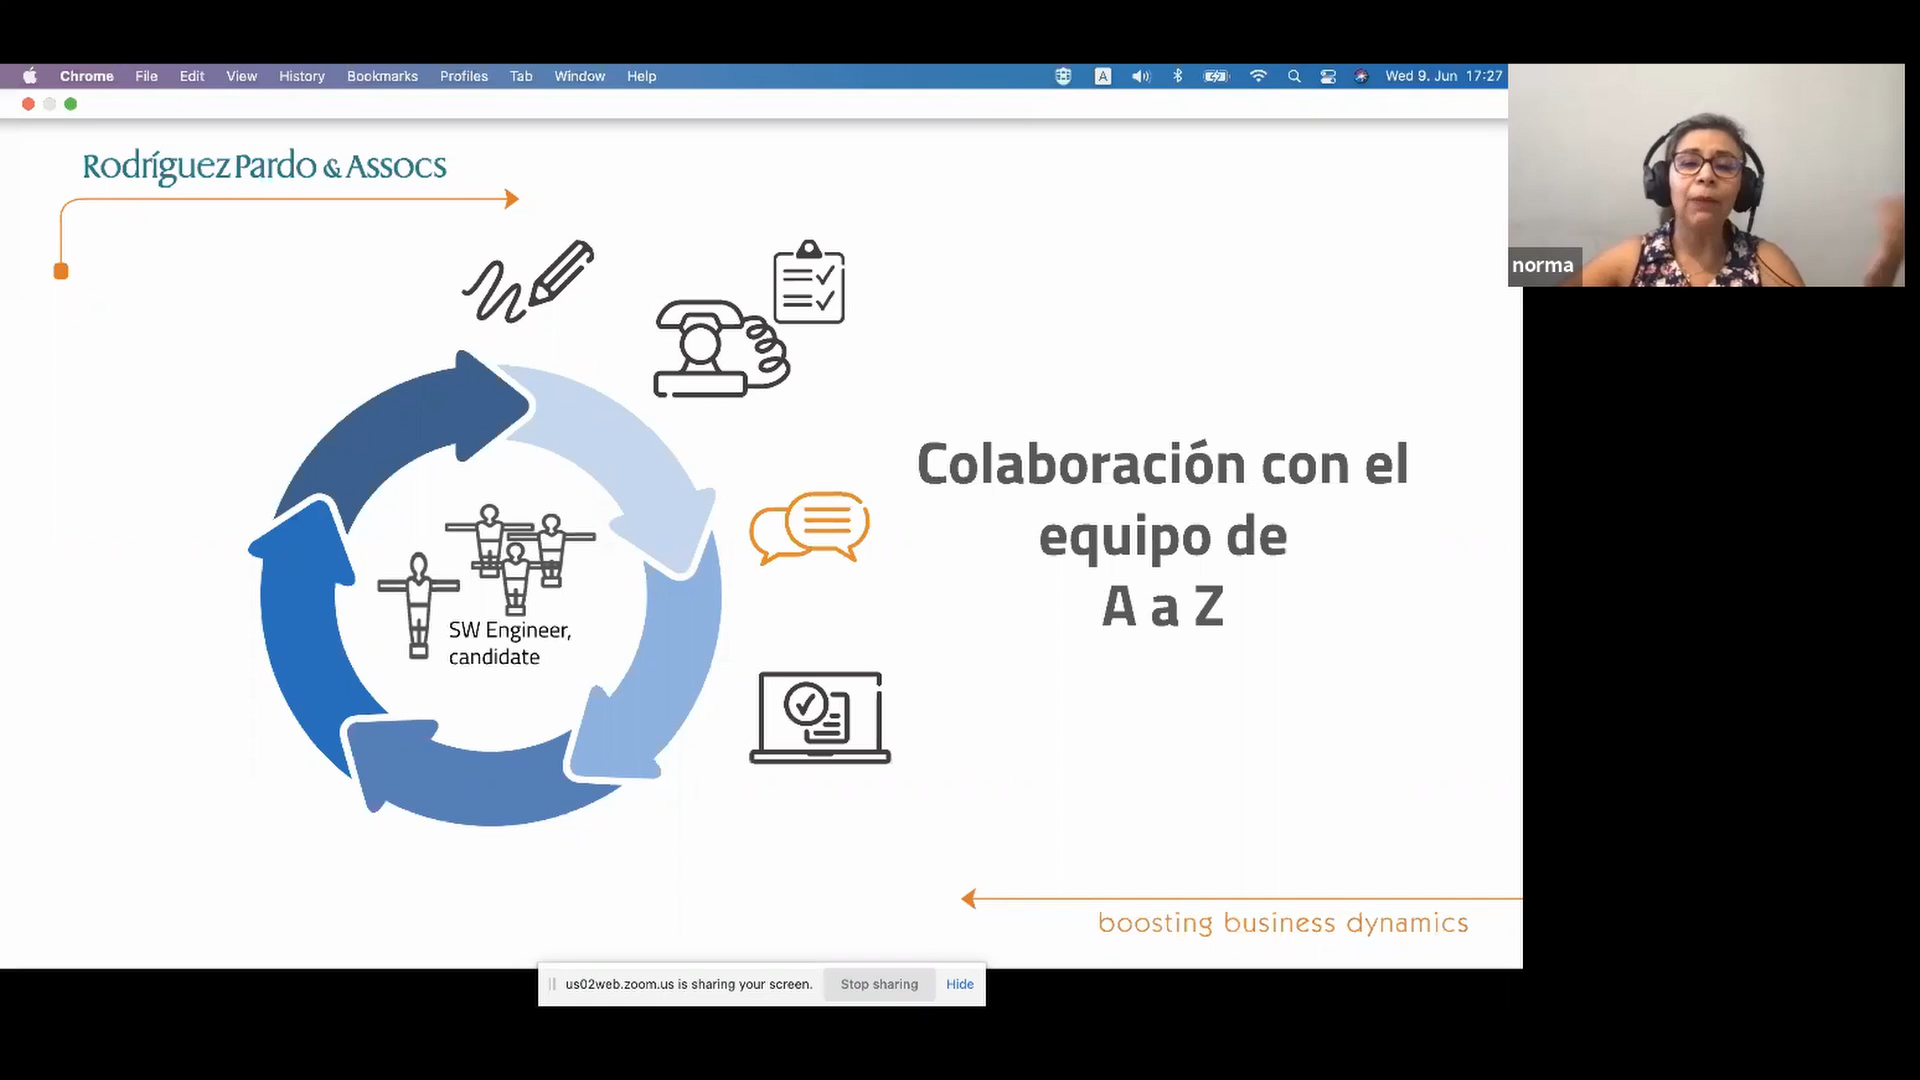 Chrome File Edit View History Bookmarks Profiles Tab Window Help
A
Wed 9. Jun 17:27
Rodríguez Pardo & Assocs
norma
Colaboración con el
equipo de
A a Z
SW Engineer,
candidate
boosting business dynamics
us02web.zoom.us is sharing your screen. Stop sharing Hide